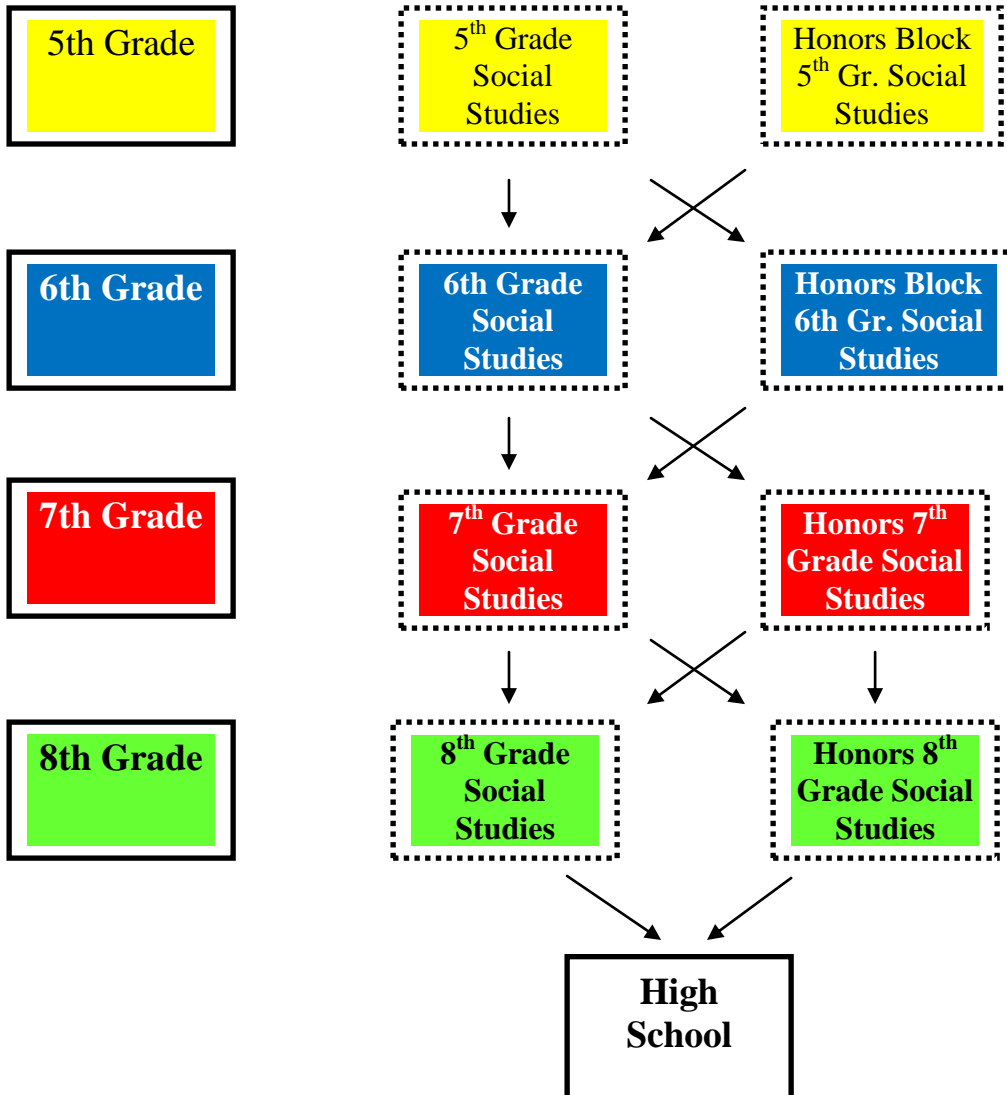 5th Grade
5th Grade
Social
Studies
Honors Block
5th Gr. Social
Studies
6th Grade
6th Grade
Social
Studies
Honors Block
6th Gr. Social
Studies
7th Grade
7th Grade
Social
Studies
Honors 7th
Grade Social
Studies
8th Grade
8th Grade
Social
Studies
Honors 8th
Grade Social
Studies
High
School